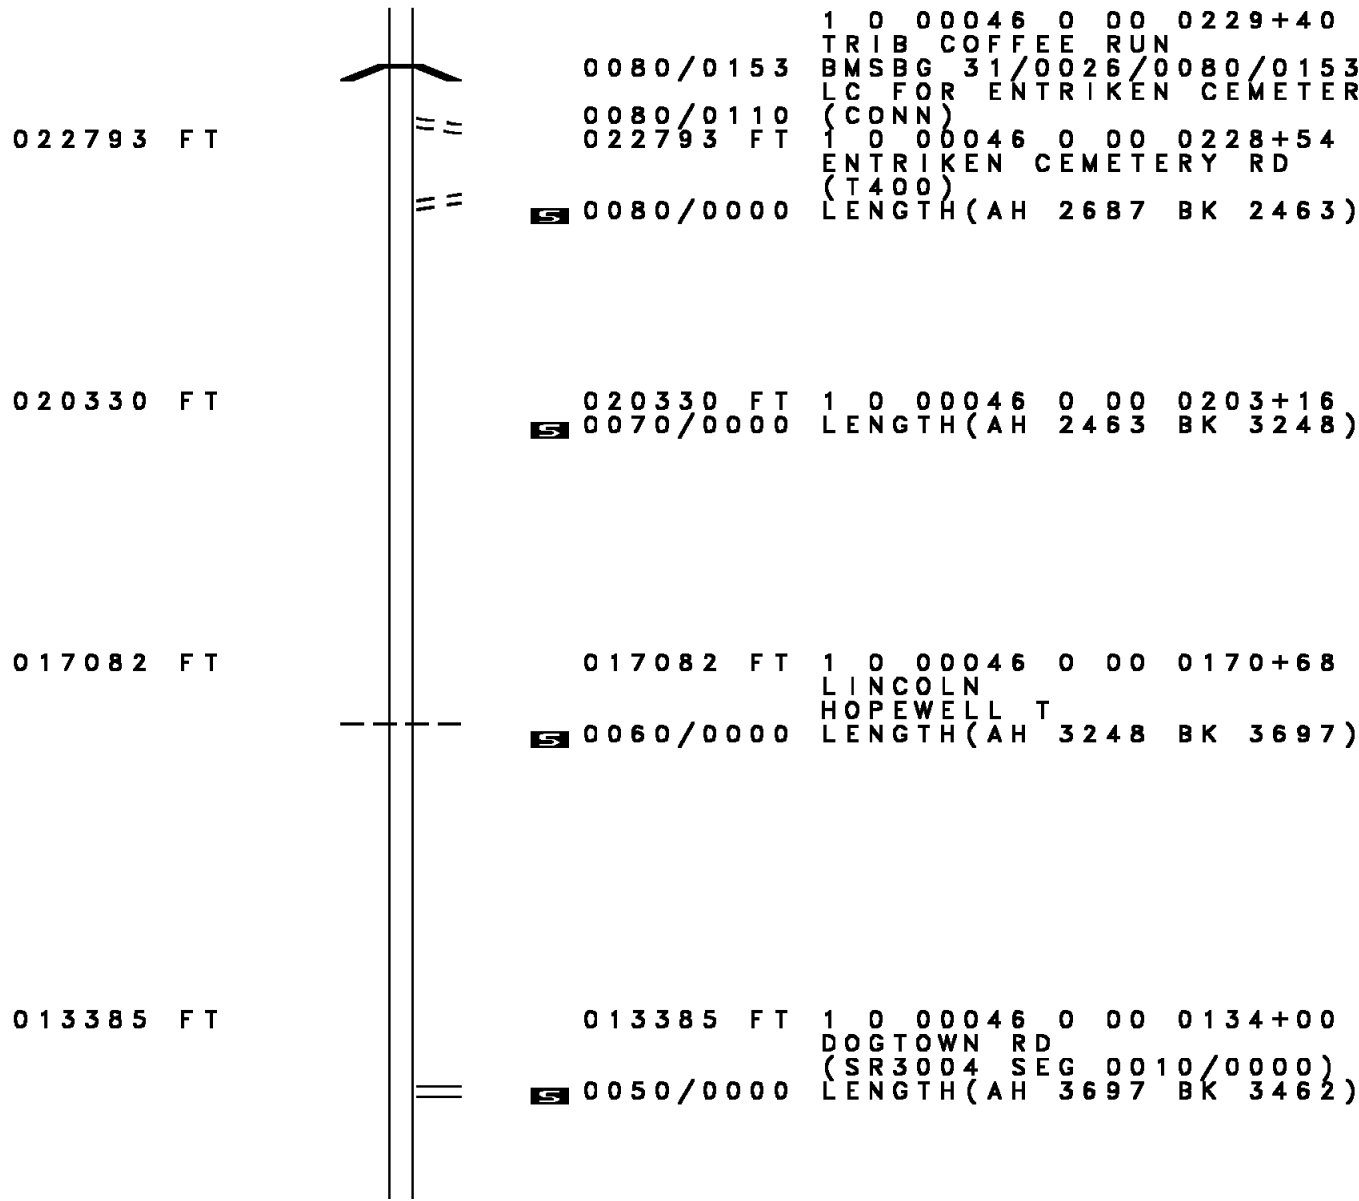 1 0 00046 0 00 0229+40
TRIB COFFEE RUN
0080/0153 BMSBG 31/0026/0080/0153
LC FOR ENTRIKEN CEMETER
0080/0110 (CONN)
022793 FT 022793 FT 1 0 00046 0 00 0228+54
ENTRIKEN CEMETERY RD
(T400)
S 0080/0000 LENGTH(AH 2687 BK 2463)
020330 FT 020330 FT 1 0 00046 0 00 0203+16
S 0070/0000 LENGTH(AH 2463 BK 3248)
017082 FT 017082 FT 1 0 00046 0 00 0170+68
LINCOLN
HOPEWELL T
S 0060/0000 LENGTH(AH 3248 BK 3697)
013385 FT 013385 FT 1 0 00046 0 00 0134+00
DOGTOWN RD
(SR3004 SEG 0010/0000)
S 0050/0000 LENGTH(AH 3697 BK 3462)